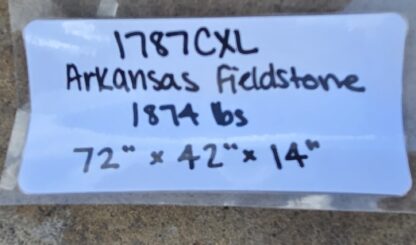 1787CXL
Arkansas Fieldstone
1874 lbs
72" x 42" x 14"